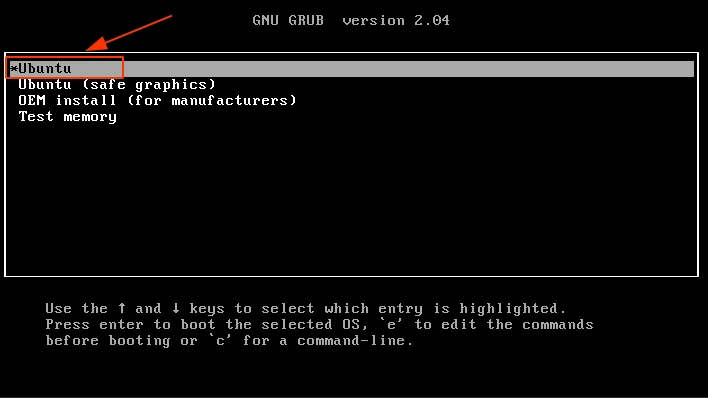 GNU GRUB  version 2.04
*Ubuntu
Ubuntu (safe graphics)
OEM install (for manufacturers)
Test memory
Use the ↑ and ↓ keys to select which entry is highlighted.
Press enter to boot the selected OS, `e' to edit the commands
before booting or `c' for a command-line.